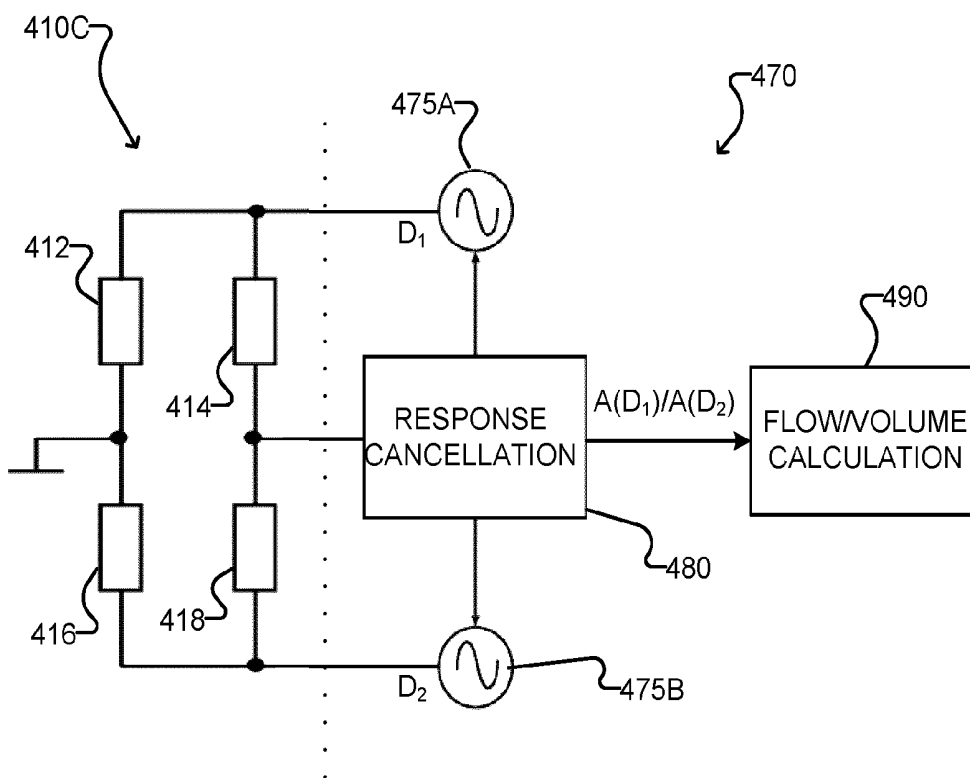 410C
475A
470
412
D₁
490
414
RESPONSE
CANCELLATION
A(D₁)/A(D₂)
FLOW/VOLUME
CALCULATION
480
416
418
D₂
475B